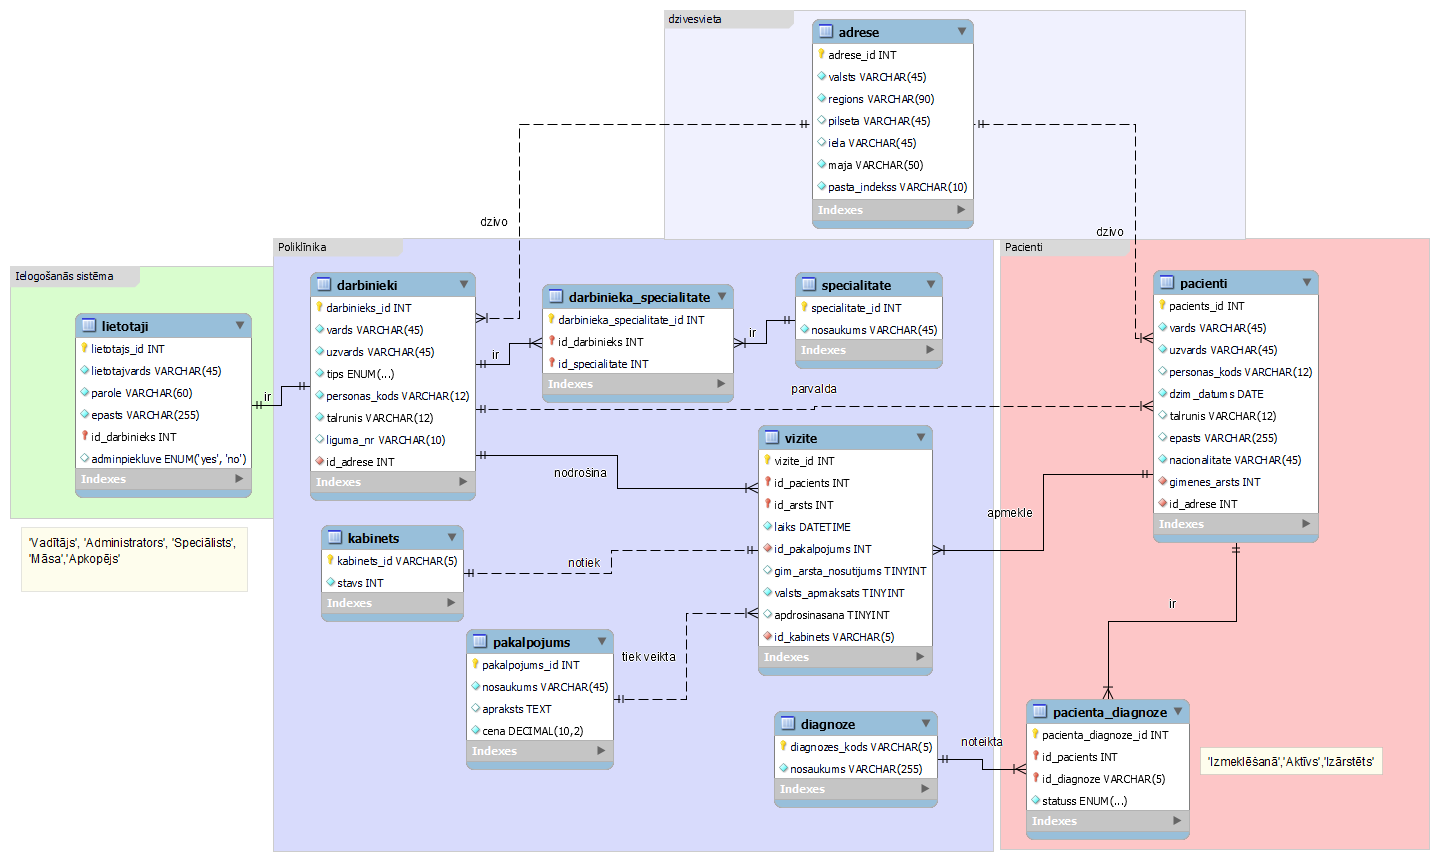 dzivesvieta
adrese
adrese_id INT
valsts VARCHAR(45)
regions VARCHAR(90)
pilseta VARCHAR(45)
iela VARCHAR(45)
maja VARCHAR(50)
pasta_indekss VARCHAR(10)
Indexes
dzivo
dzivo
Ielogošanās sistēma
lietotaji
lietotajs_id INT
lietotajvards VARCHAR(45)
parole VARCHAR(60)
epasts VARCHAR(255)
id_darbinieks INT
adminpiekluve ENUM('yes', 'no')
Indexes
ir
'Vadītājs', 'Administrators', 'Speciālists',
'Māsa','Apkopējs'
Poliklīnika
darbinieki
darbinieks_id INT
vards VARCHAR(45)
uzvards VARCHAR(45)
tips ENUM(...)
personas_kods VARCHAR(12)
talrunis VARCHAR(12)
liguma_nr VARCHAR(10)
id_adrese INT
Indexes
ir
darbinieka_specialitate
darbinieka_specialitate_id INT
id_darbinieks INT
id_specialitate INT
Indexes
ir
specialitate
specialitate_id INT
nosaukums VARCHAR(45)
Indexes
parvalda
nodrošina
vizite
vizite_id INT
id_pacients INT
id_arsts INT
laiks DATETIME
id_pakalpojums INT
gim_arsta_nosutijums TINYINT
valsts_apmaksats TINYINT
apdrosinasana TINYINT
id_kabinets VARCHAR(5)
Indexes
kabinets
kabinets_id VARCHAR(5)
stavs INT
Indexes
notiek
pakalpojums
pakalpojums_id INT
nosaukums VARCHAR(45)
apraksts TEXT
cena DECIMAL(10,2)
Indexes
tiek veikta
diagnoze
diagnozes_kods VARCHAR(5)
nosaukums VARCHAR(255)
Indexes
noteikta
Pacienti
pacienti
pacients_id INT
vards VARCHAR(45)
uzvards VARCHAR(45)
personas_kods VARCHAR(12)
dzim_datums DATE
talrunis VARCHAR(12)
epasts VARCHAR(255)
nacionalitate VARCHAR(45)
gimenes_arsts INT
id_adrese INT
Indexes
apmekle
ir
pacienta_diagnoze
pacienta_diagnoze_id INT
id_pacients INT
id_diagnoze VARCHAR(5)
statuss ENUM(...)
Indexes
'Izmeklēšanā','Aktīvs','Izārstēts'